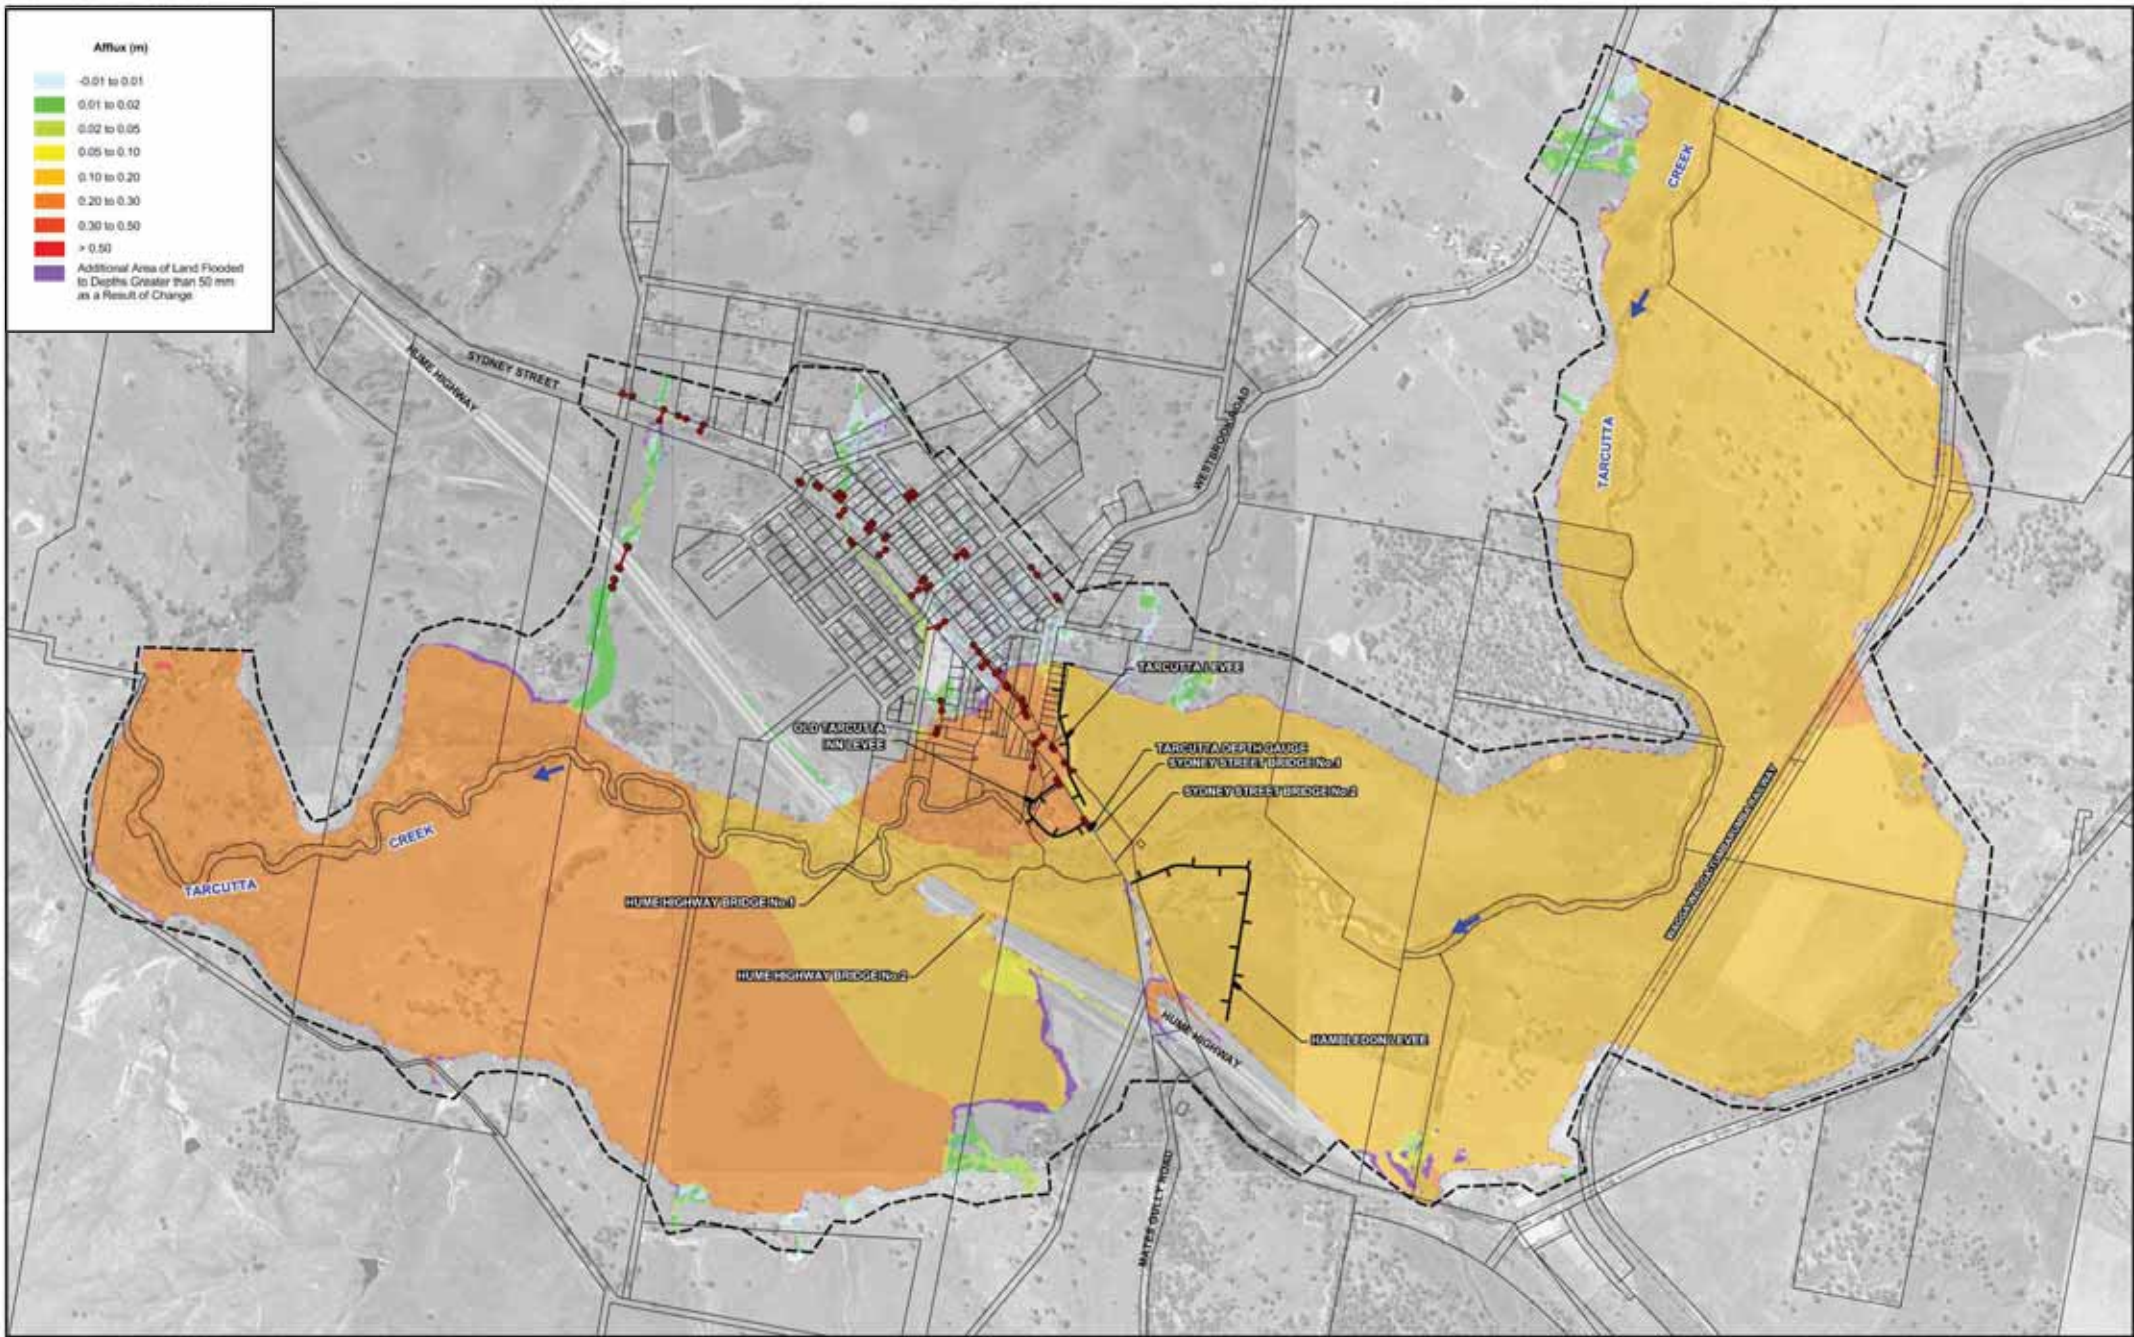 Afflux (m)
-0.01 to 0.01
0.01 to 0.02
0.02 to 0.05
0.05 to 0.10
0.10 to 0.20
0.20 to 0.30
0.30 to 0.50
> 0.50
Additional Area of Land Flooded
to Depths Greater than 50 mm
as a Result of Change
CREEK
TARCUTTA
SYDNEY STREET
HUME HIGHWAY
WESTBROOK ROAD
TARCUTTA LEVEE
OLD TARCUTTA
INN LEVEE
TARCUTTA DEPTH GAUGE
SYDNEY STREET BRIDGE No.1
SYDNEY STREET BRIDGE No.2
WAGGA WAGGA TUMBARUMBA RAILWAY
CREEK
TARCUTTA
HUME HIGHWAY BRIDGE No.1
HUME HIGHWAY BRIDGE No.2
HUME HIGHWAY
HAMBLEDON LEVEE
MATES GULLY ROAD